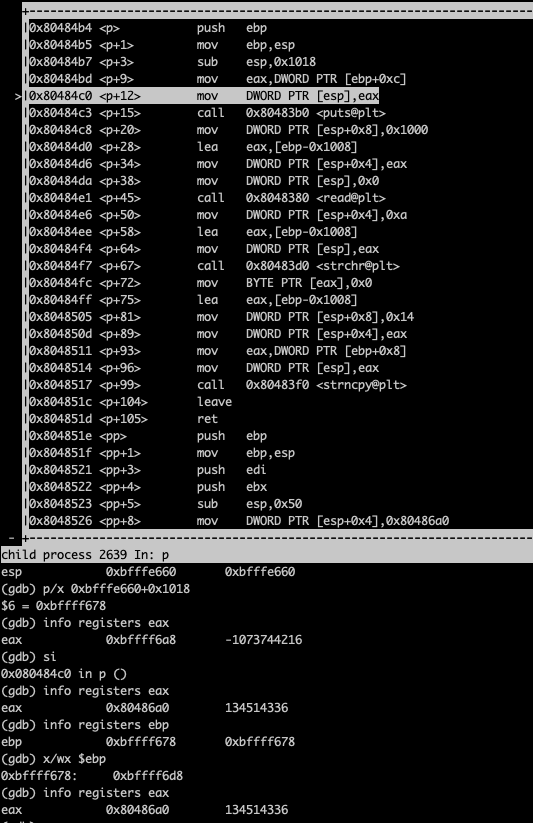 0x80484b4 <p> push ebp
0x80484b5 <p+1> mov ebp,esp
0x80484b7 <p+3> sub esp,0x1018
0x80484bd <p+9> mov eax,DWORD PTR [ebp+0xc]
>0x80484c0 <p+12> mov DWORD PTR [esp],eax
0x80484c3 <p+15> call 0x80483b0 <puts@plt>
0x80484c8 <p+20> mov DWORD PTR [esp+0x8],0x1000
0x80484d0 <p+28> lea eax,[ebp-0x1008]
0x80484d6 <p+34> mov DWORD PTR [esp+0x4],eax
0x80484da <p+38> mov DWORD PTR [esp],0x0
0x80484e1 <p+45> call 0x8048380 <read@plt>
0x80484e6 <p+50> mov DWORD PTR [esp+0x4],0xa
0x80484ee <p+58> lea eax,[ebp-0x1008]
0x80484f4 <p+64> mov DWORD PTR [esp],eax
0x80484f7 <p+67> call 0x80483d0 <strchr@plt>
0x80484fc <p+72> mov BYTE PTR [eax],0x0
0x80484ff <p+75> lea eax,[ebp-0x1008]
0x8048505 <p+81> mov DWORD PTR [esp+0x8],0x14
0x804850d <p+89> mov DWORD PTR [esp+0x4],eax
0x8048511 <p+93> mov eax,DWORD PTR [ebp+0x8]
0x8048514 <p+96> mov DWORD PTR [esp],eax
0x8048517 <p+99> call 0x80483f0 <strncpy@plt>
0x804851c <p+104> leave
0x804851d <p+105> ret
0x804851e <pp> push ebp
0x804851f <pp+1> mov ebp,esp
0x8048521 <pp+3> push edi
0x8048522 <pp+4> push ebx
0x8048523 <pp+5> sub esp,0x50
0x8048526 <pp+8> mov DWORD PTR [esp+0x4],0x80486a0
child process 2639 In: p
esp 0xbfffe660 0xbfffe660
(gdb) p/x 0xbfffe660+0x1018
$6 = 0xbffff678
(gdb) info registers eax
eax 0xbffff6a8 -1073744216
(gdb) si
0x080484c0 in p ()
(gdb) info registers eax
eax 0x80486a0 134514336
(gdb) info registers ebp
ebp 0xbffff678 0xbffff678
(gdb) x/wx $ebp
0xbffff678: 0xbffff6d8
(gdb) info registers eax
eax 0x80486a0 134514336